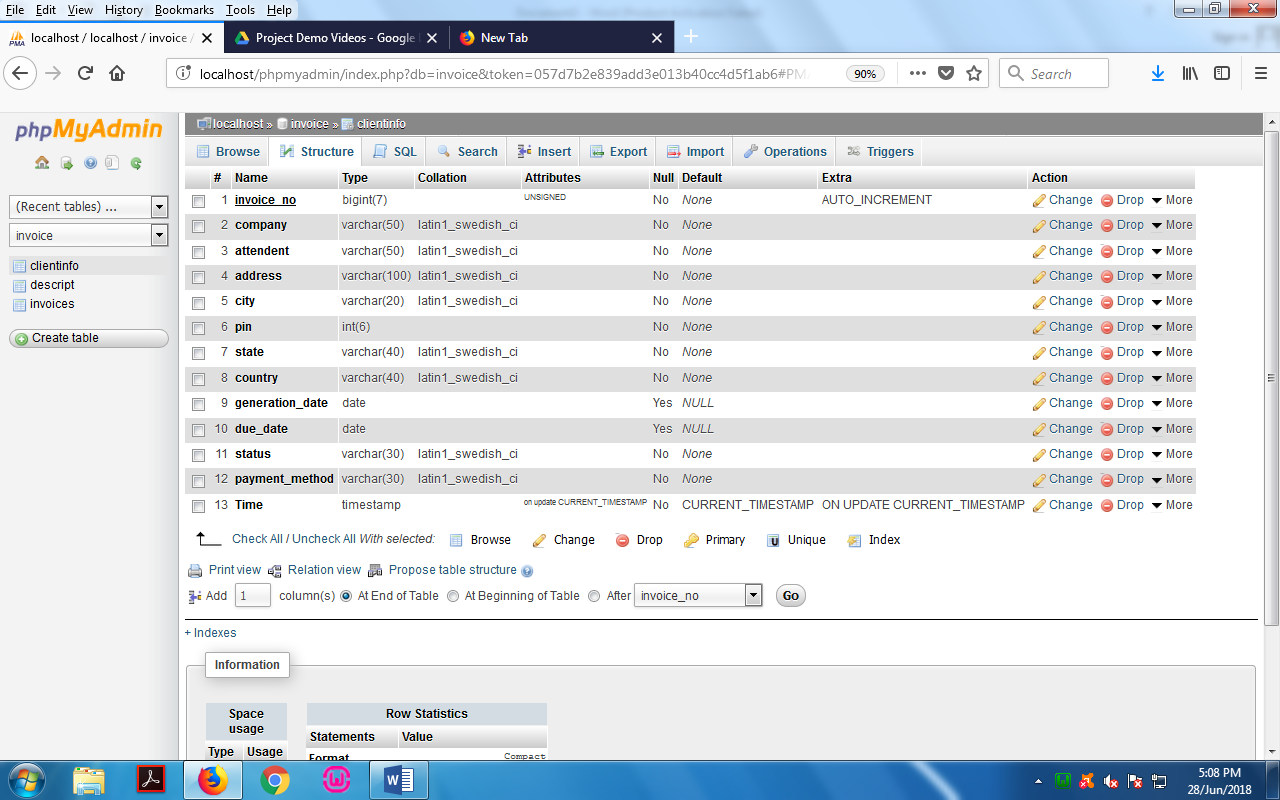 File Edit View History Bookmarks Tools Help
localhost / localhost / invoice / Project Demo Videos - Google New Tab
localhost/phpmyadmin/index.php?db=invoice&token=057d7b2e839add3e013b40cc4d5f1ab6#PM 90% Search
phpMyAdmin
(Recent tables) ...
invoice
clientinfo
descript
invoices
Create table
localhost » invoice » clientinfo
Browse Structure SQL Search Insert Export Import Operations Triggers
# Name Type Collation Attributes Null Default Extra Action
1 invoice_no bigint(7) UNSIGNED No None AUTO_INCREMENT Change Drop More
2 company varchar(50) latin1_swedish_ci No None Change Drop More
3 attendent varchar(50) latin1_swedish_ci No None Change Drop More
4 address varchar(100) latin1_swedish_ci No None Change Drop More
5 city varchar(20) latin1_swedish_ci No None Change Drop More
6 pin int(6) No None Change Drop More
7 state varchar(40) latin1_swedish_ci No None Change Drop More
8 country varchar(40) latin1_swedish_ci No None Change Drop More
9 generation_date date Yes NULL Change Drop More
10 due_date date Yes NULL Change Drop More
11 status varchar(30) latin1_swedish_ci No None Change Drop More
12 payment_method varchar(30) latin1_swedish_ci No None Change Drop More
13 Time timestamp on update CURRENT_TIMESTAMP No CURRENT_TIMESTAMP ON UPDATE CURRENT_TIMESTAMP Change Drop More
Check All / Uncheck All With selected: Browse Change Drop Primary Unique Index
Print view Relation view Propose table structure
Add 1 column(s) At End of Table At Beginning of Table After invoice_no Go
+ Indexes
Information
Space usage
Type Usage
Row Statistics
Statements Value
Format Compact
5:08 PM
28/Jun/2018